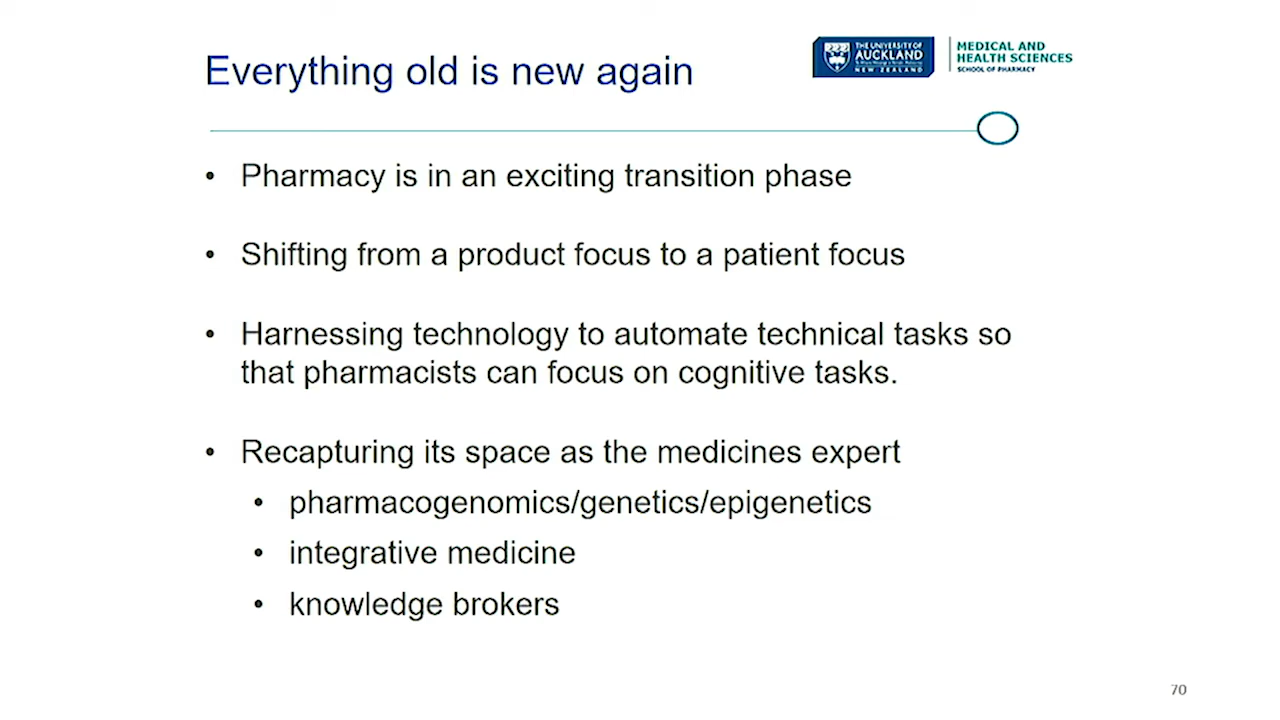 Everything old is new again
THE UNIVERSITY OF
AUCKLAND
NEW ZEALAND
MEDICAL AND
HEALTH SCIENCES
SCHOOL OF PHARMACY
• Pharmacy is in an exciting transition phase
• Shifting from a product focus to a patient focus
• Harnessing technology to automate technical tasks so
that pharmacists can focus on cognitive tasks.
• Recapturing its space as the medicines expert
• pharmacogenomics/genetics/epigenetics
• integrative medicine
• knowledge brokers
70